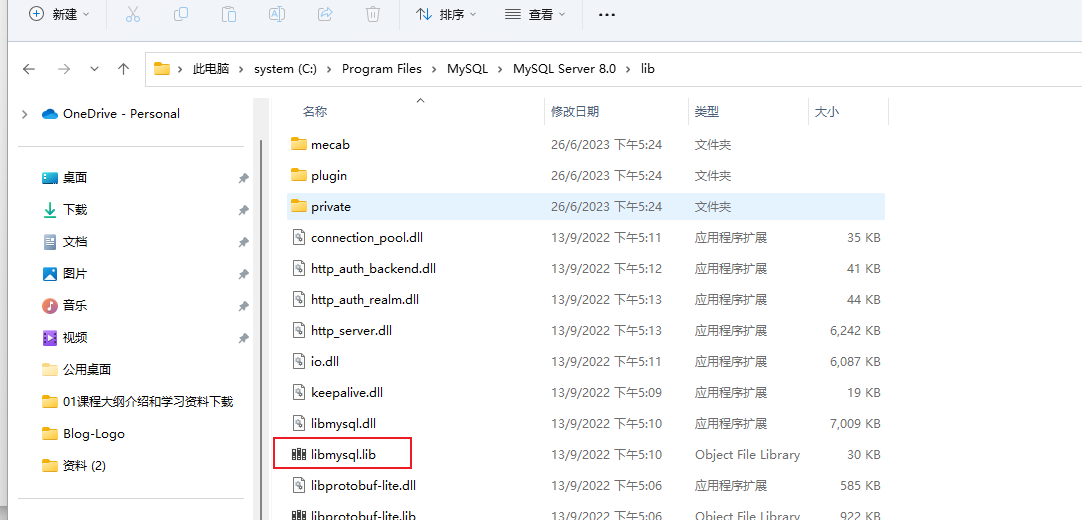 新建 排序 查看 ...
此电脑 > system (C:) > Program Files > MySQL > MySQL Server 8.0 > lib
OneDrive - Personal
桌面
下载
文档
图片
音乐
视频
公用桌面
01课程大纲介绍和学习资料下载
Blog-Logo
资料 (2)
名称 修改日期 类型 大小
mecab 26/6/2023 下午5:24 文件夹
plugin 26/6/2023 下午5:24 文件夹
private 26/6/2023 下午5:24 文件夹
connection_pool.dll 13/9/2022 下午5:11 应用程序扩展 35 KB
http_auth_backend.dll 13/9/2022 下午5:12 应用程序扩展 41 KB
http_auth_realm.dll 13/9/2022 下午5:13 应用程序扩展 44 KB
http_server.dll 13/9/2022 下午5:13 应用程序扩展 6,242 KB
io.dll 13/9/2022 下午5:11 应用程序扩展 6,087 KB
keepalive.dll 13/9/2022 下午5:09 应用程序扩展 19 KB
libmysql.dll 13/9/2022 下午5:10 应用程序扩展 7,009 KB
libmysql.lib 13/9/2022 下午5:10 Object File Library 30 KB
libprotobuf-lite.dll 13/9/2022 下午5:06 应用程序扩展 585 KB
libprotobuf-lite.lib 13/9/2022 下午5:06 Object File Library 922 KB